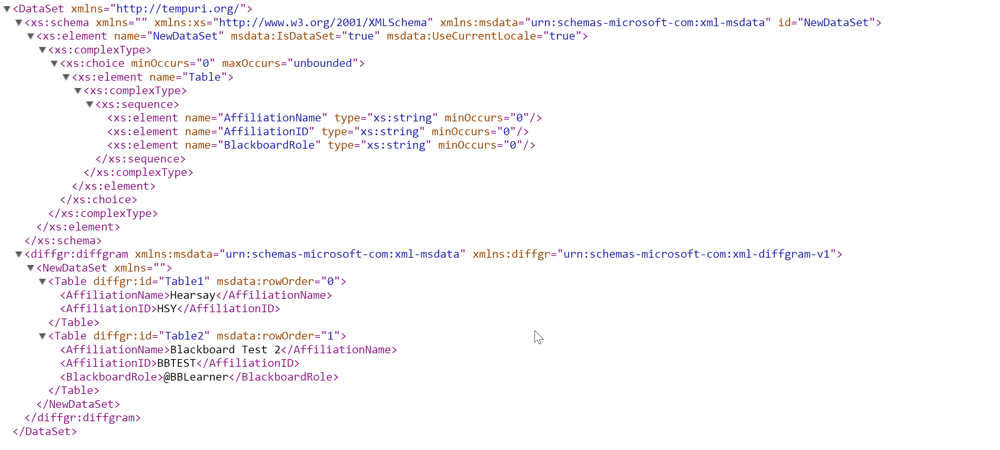 <DataSet xmlns="http://tempuri.org/">
<xs:schema xmlns="" xmlns:xs="http://www.w3.org/2001/XMLSchema" xmlns:msdata="urn:schemas-microsoft-com:xml-msdata" id="NewDataSet">
<xs:element name="NewDataSet" msdata:IsDataSet="true" msdata:UseCurrentLocale="true">
<xs:complexType>
<xs:choice minOccurs="0" maxOccurs="unbounded">
<xs:element name="Table">
<xs:complexType>
<xs:sequence>
<xs:element name="AffiliationName" type="xs:string" minOccurs="0"/>
<xs:element name="AffiliationID" type="xs:string" minOccurs="0"/>
<xs:element name="BlackboardRole" type="xs:string" minOccurs="0"/>
</xs:sequence>
</xs:complexType>
</xs:element>
</xs:choice>
</xs:complexType>
</xs:element>
</xs:schema>
<diffgr:diffgram xmlns:msdata="urn:schemas-microsoft-com:xml-msdata" xmlns:diffgr="urn:schemas-microsoft-com:xml-diffgram-v1">
<NewDataSet xmlns="">
<Table diffgr:id="Table1" msdata:rowOrder="0">
<AffiliationName>Hearsay</AffiliationName>
<AffiliationID>HSY</AffiliationID>
</Table>
<Table diffgr:id="Table2" msdata:rowOrder="1">
<AffiliationName>Blackboard Test 2</AffiliationName>
<AffiliationID>BBTEST</AffiliationID>
<BlackboardRole>@BBLearner</BlackboardRole>
</Table>
</NewDataSet>
</diffgr:diffgram>
</DataSet>